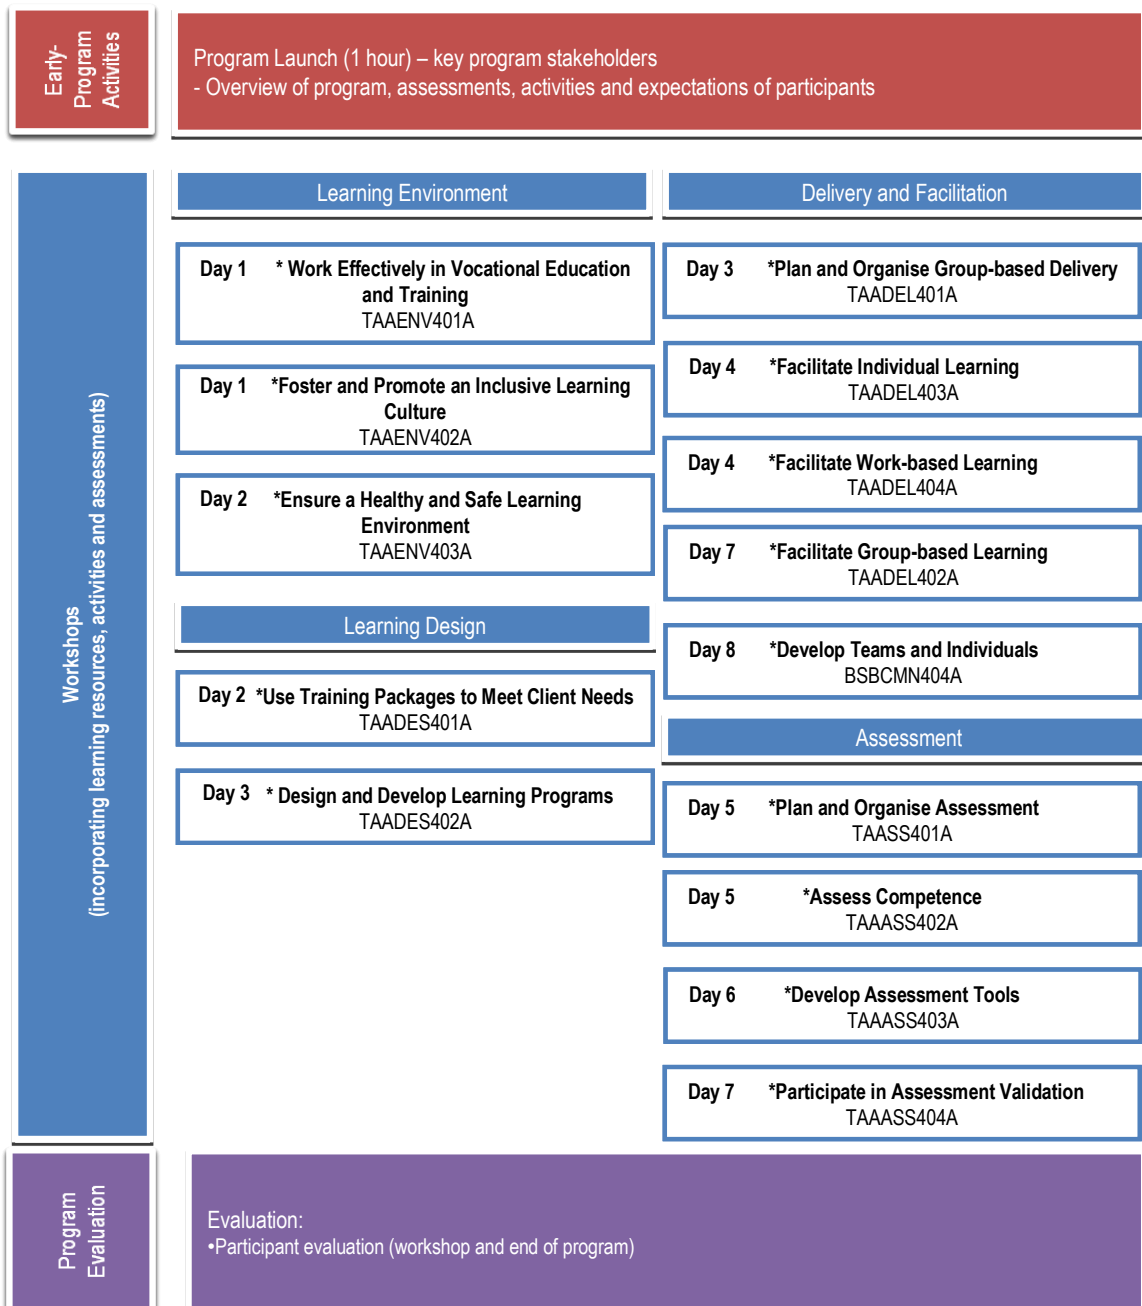 Early-
Program
Activities
Program Launch (1 hour) – key program stakeholders
- Overview of program, assessments, activities and expectations of participants
Workshops
(incorporating learning resources, activities and assessments)
Learning Environment
Day 1 * Work Effectively in Vocational Education
and Training
TAAENV401A
Day 1 *Foster and Promote an Inclusive Learning
Culture
TAAENV402A
Day 2 *Ensure a Healthy and Safe Learning
Environment
TAAENV403A
Learning Design
Day 2 *Use Training Packages to Meet Client Needs
TAADES401A
Day 3 * Design and Develop Learning Programs
TAADES402A
Delivery and Facilitation
Day 3 *Plan and Organise Group-based Delivery
TAADEL401A
Day 4 *Facilitate Individual Learning
TAADEL403A
Day 4 *Facilitate Work-based Learning
TAADEL404A
Day 7 *Facilitate Group-based Learning
TAADEL402A
Day 8 *Develop Teams and Individuals
BSBCMN404A
Assessment
Day 5 *Plan and Organise Assessment
TAASS401A
Day 5 *Assess Competence
TAAASS402A
Day 6 *Develop Assessment Tools
TAAASS403A
Day 7 *Participate in Assessment Validation
TAAASS404A
Program
Evaluation
Evaluation:
•Participant evaluation (workshop and end of program)